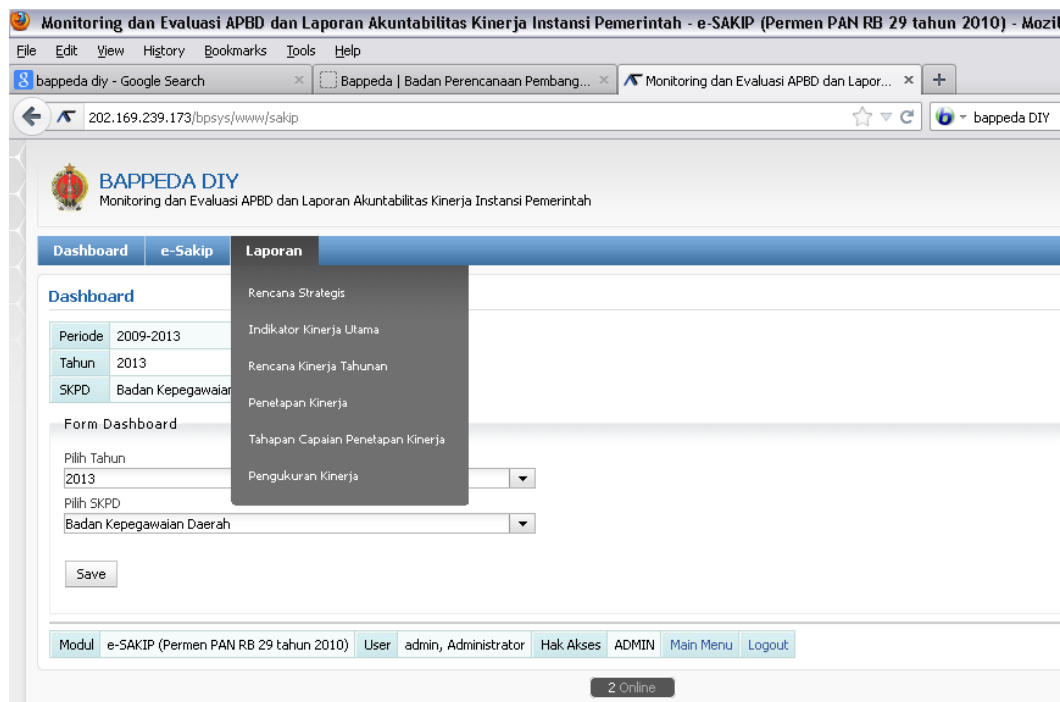 Monitoring dan Evaluasi APBD dan Laporan Akuntabilitas Kinerja Instansi Pemerintah - e-SAKIP (Permen PAN RB 29 tahun 2010) - Mozil
File Edit View History Bookmarks Tools Help
bappeda diy - Google Search
Bappeda | Badan Perencanaan Pembang...
Monitoring dan Evaluasi APBD dan Lapor...
202.169.239.173/bpsys/www/sakip
bappeda DIY
BAPPEDA DIY
Monitoring dan Evaluasi APBD dan Laporan Akuntabilitas Kinerja Instansi Pemerintah
Dashboard e-Sakip Laporan
Rencana Strategis
Indikator Kinerja Utama
Rencana Kinerja Tahunan
Penetapan Kinerja
Tahapan Capaian Penetapan Kinerja
Pengukuran Kinerja
Dashboard
Periode 2009-2013
Tahun 2013
SKPD Badan Kepegawaian
Form Dashboard
Pilih Tahun
2013
Pilih SKPD
Badan Kepegawaian Daerah
Save
Modul e-SAKIP (Permen PAN RB 29 tahun 2010) User admin, Administrator Hak Akses ADMIN Main Menu Logout
2 Online